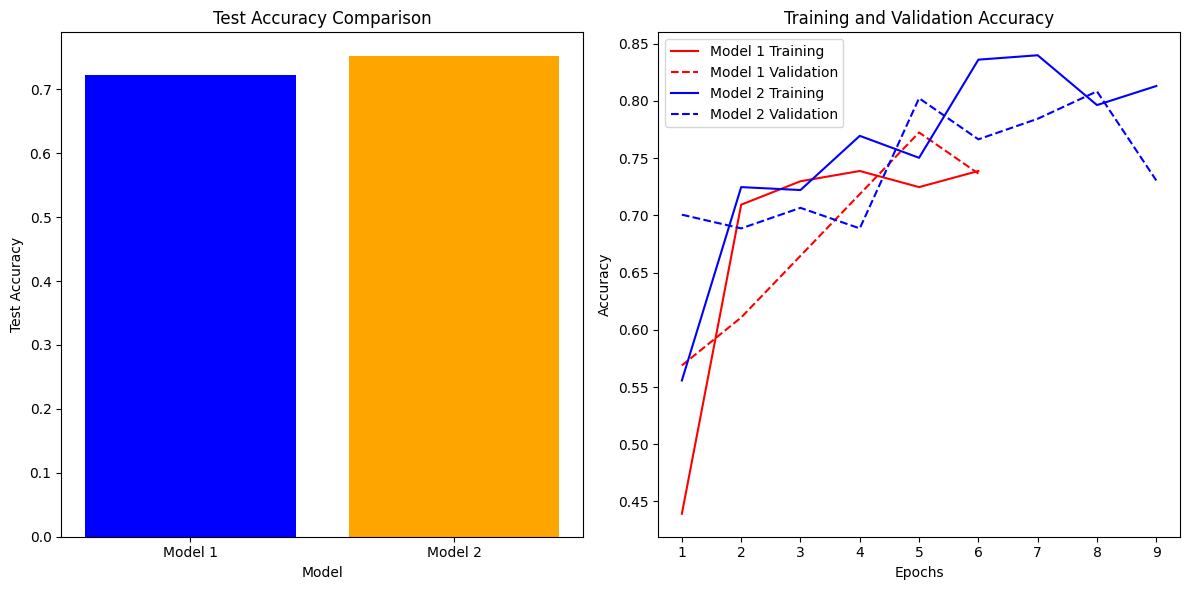 Test Accuracy Comparison
Test Accuracy
0.7
0.6
0.5
0.4
0.3
0.2
0.1
0.0
Model 1 Model 2
Model
Training and Validation Accuracy
Model 1 Training
Model 1 Validation
Model 2 Training
Model 2 Validation
Accuracy
0.85
0.80
0.75
0.70
0.65
0.60
0.55
0.50
0.45
1 2 3 4 5 6 7 8 9
Epochs